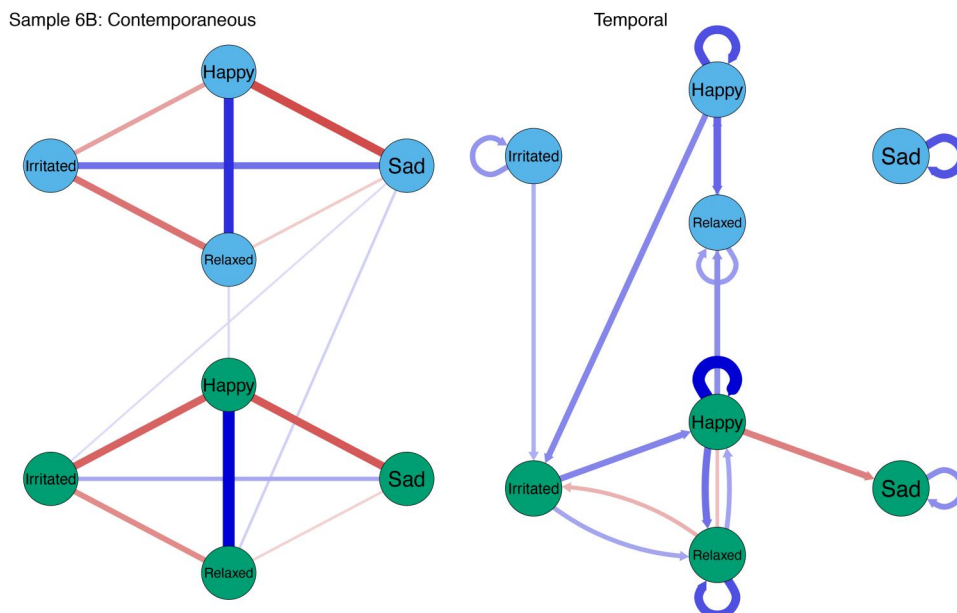 Sample 6B: Contemporaneous
Temporal
Happy
Irritated
Sad
Relaxed
Happy
Irritated
Sad
Relaxed
Happy
Irritated
Sad
Relaxed
Happy
Irritated
Sad
Relaxed